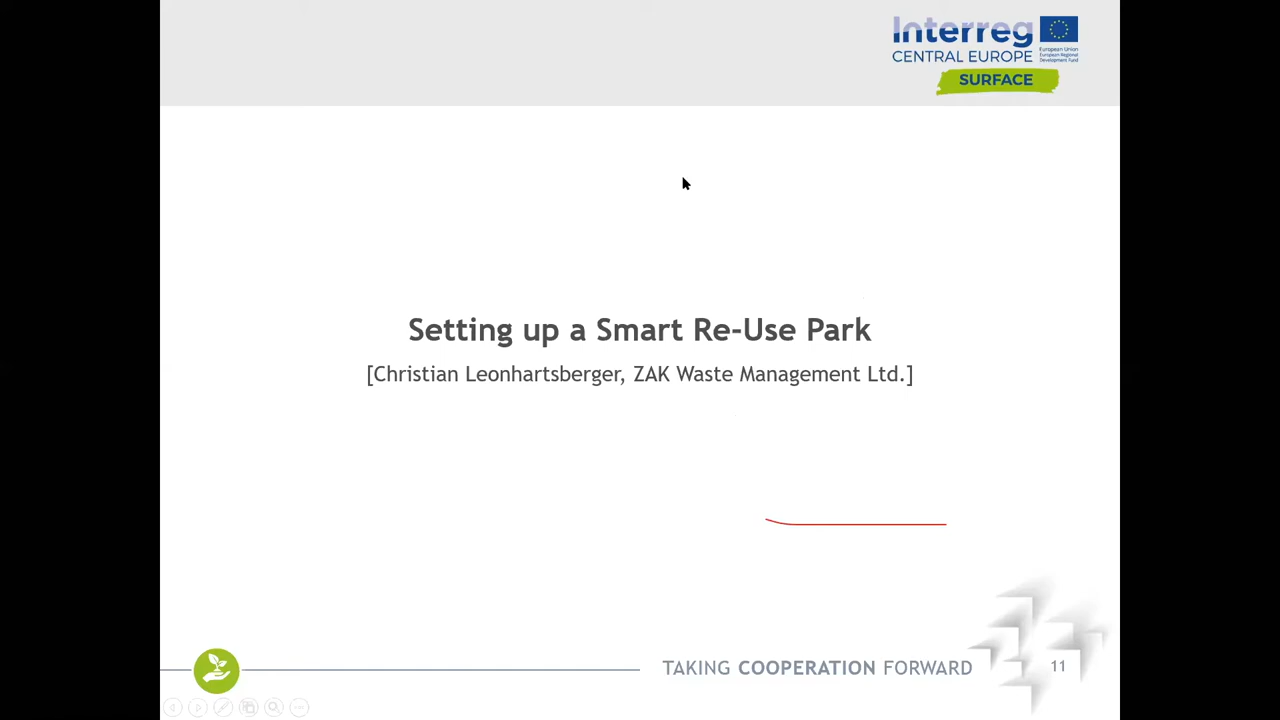 Interreg
CENTRAL EUROPE
European Union
European Regional
Development Fund
SURFACE
Setting up a Smart Re-Use Park
[Christian Leonhartsberger, ZAK Waste Management Ltd.]
TAKING COOPERATION FORWARD
11